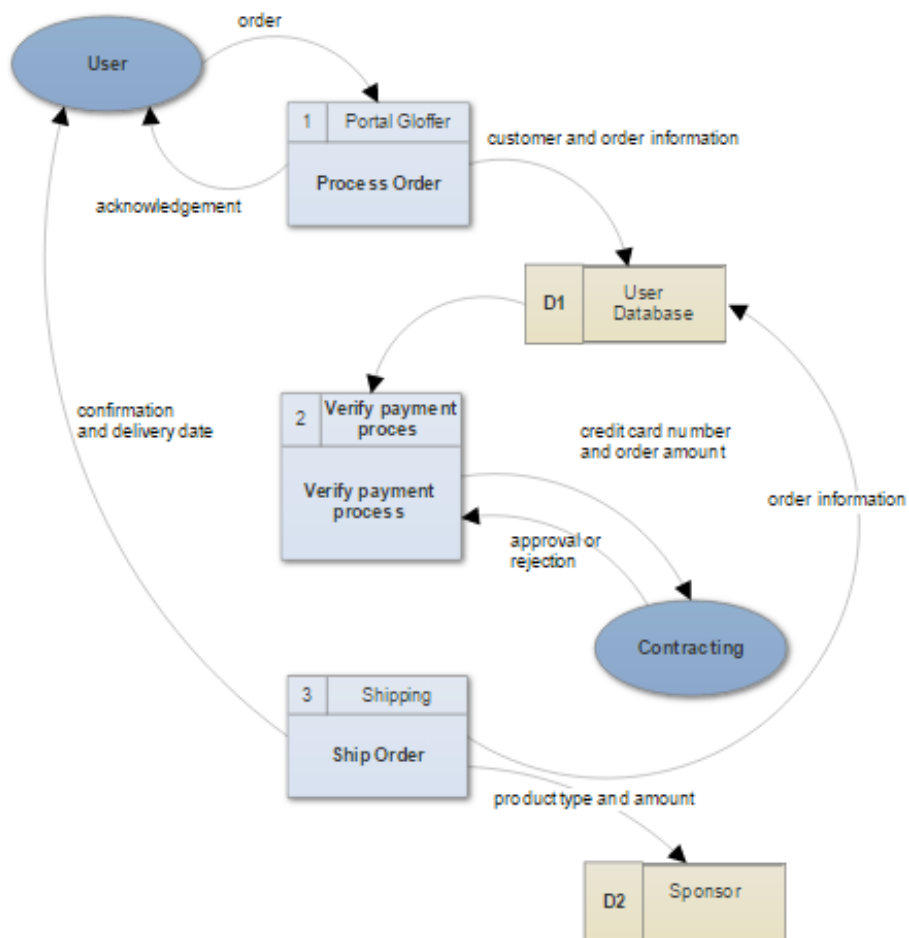 order
User
1 Portal Gloffer
customer and order information
Process Order
acknowledgement
D1
User
Database
confirmation
and delivery date
2
Verify payment
proces
credit card number
and order amount
Verify payment
process
order information
approval or
rejection
Contracting
3 Shipping
Ship Order
product type and amount
D2
Sponsor